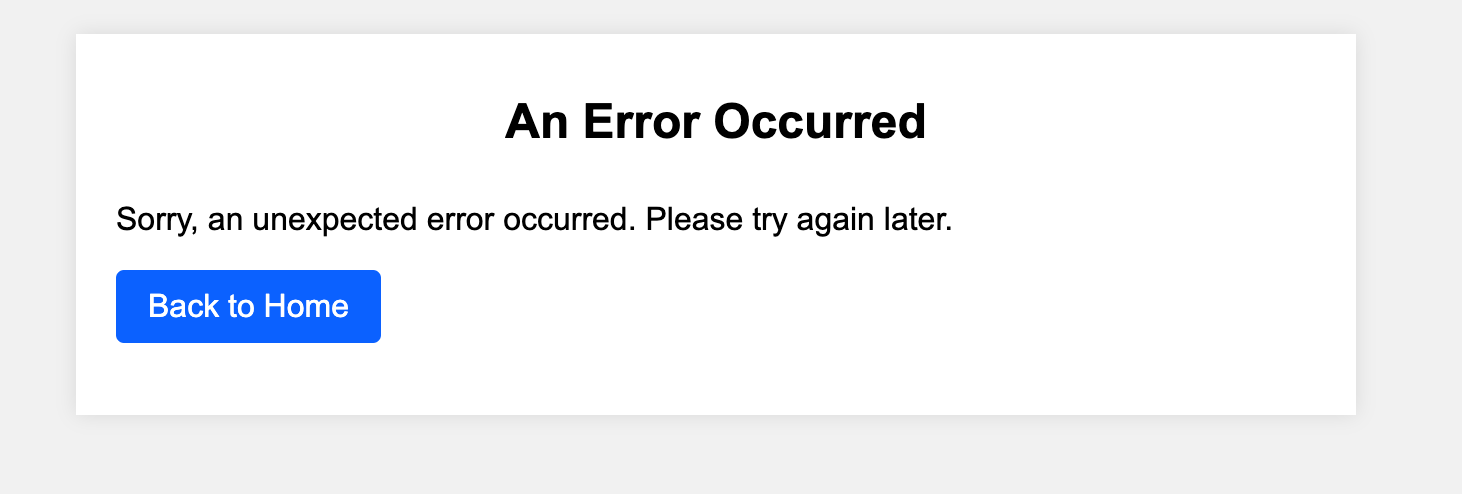 An Error Occurred
Sorry, an unexpected error occurred. Please try again later.
Back to Home